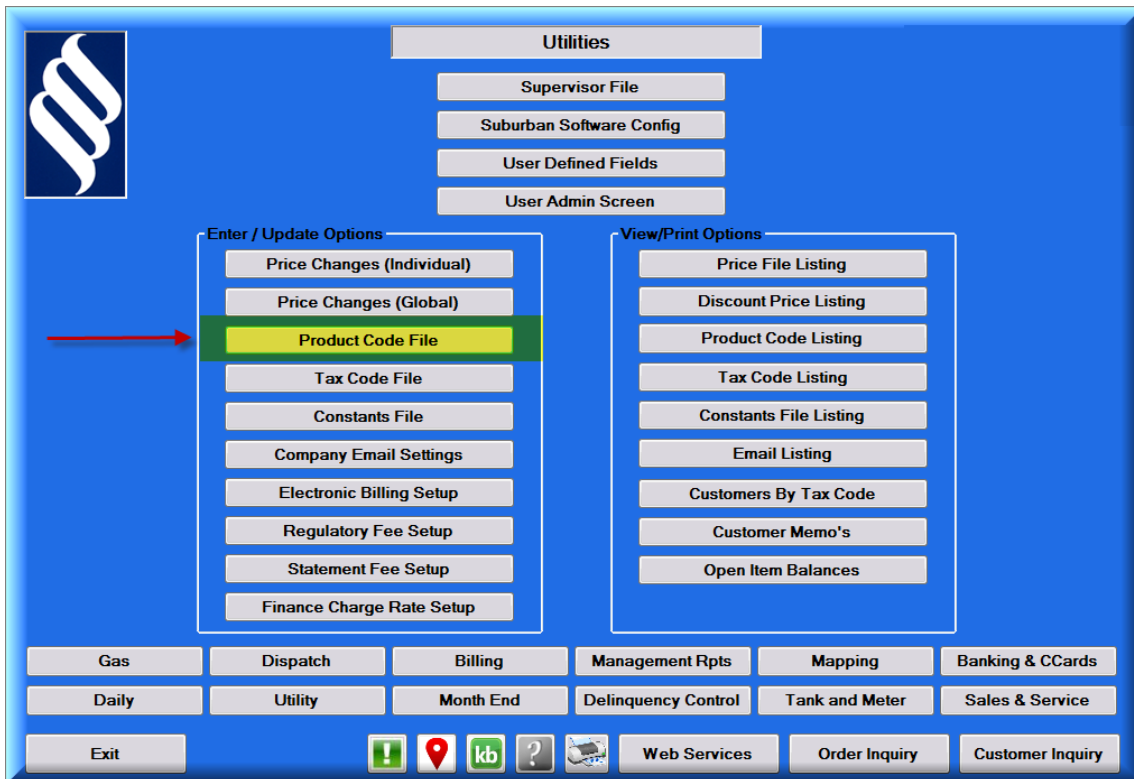 Utilities
Supervisor File
Suburban Software Config
User Defined Fields
User Admin Screen
Enter / Update Options
Price Changes (Individual)
Price Changes (Global)
Product Code File
Tax Code File
Constants File
Company Email Settings
Electronic Billing Setup
Regulatory Fee Setup
Statement Fee Setup
Finance Charge Rate Setup
View/Print Options
Price File Listing
Discount Price Listing
Product Code Listing
Tax Code Listing
Constants File Listing
Email Listing
Customers By Tax Code
Customer Memo's
Open Item Balances
Gas Dispatch Billing Management Rpts Mapping Banking & CCards
Daily Utility Month End Delinquency Control Tank and Meter Sales & Service
Exit ! kb ? Web Services Order Inquiry Customer Inquiry